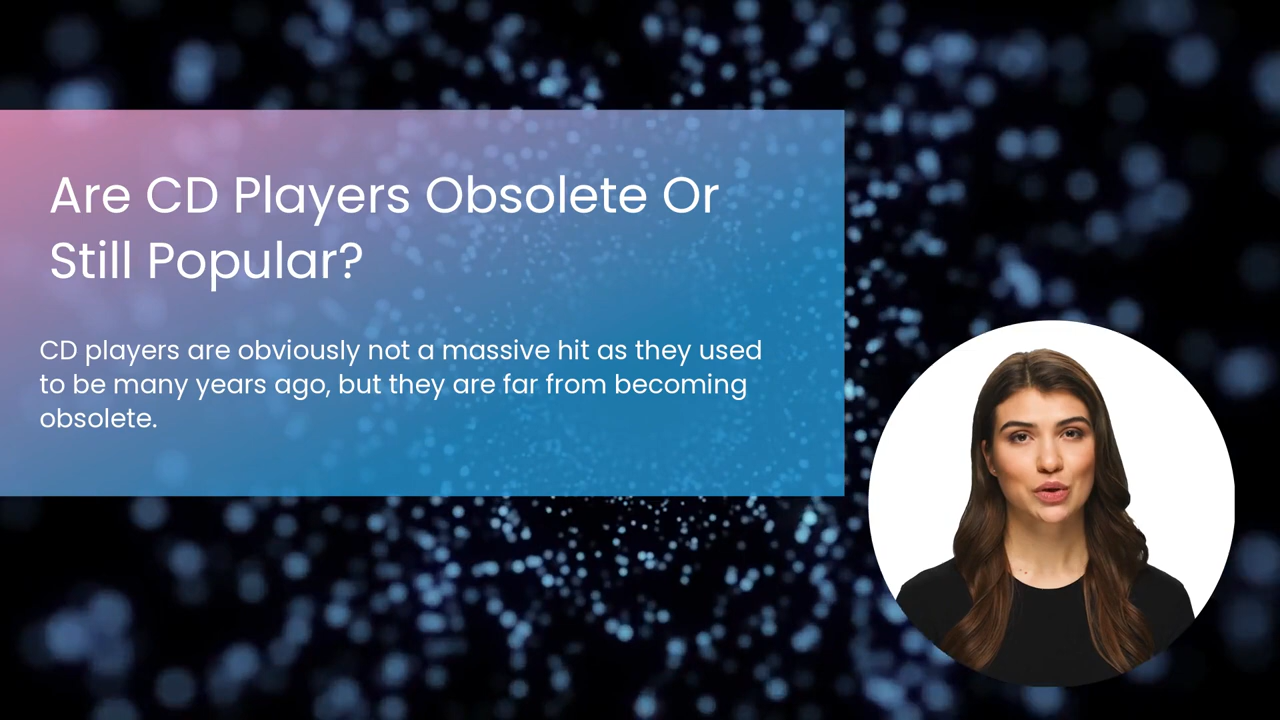 Are CD Players Obsolete Or
Still Popular?
CD players are obviously not a massive hit as they used
to be many years ago, but they are far from becoming
obsolete.